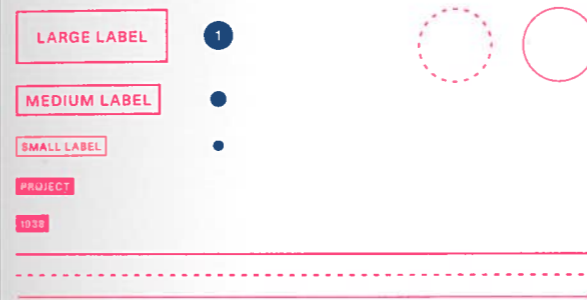 LARGE LABEL
1
MEDIUM LABEL
SMALL LABEL
PROJECT
1938